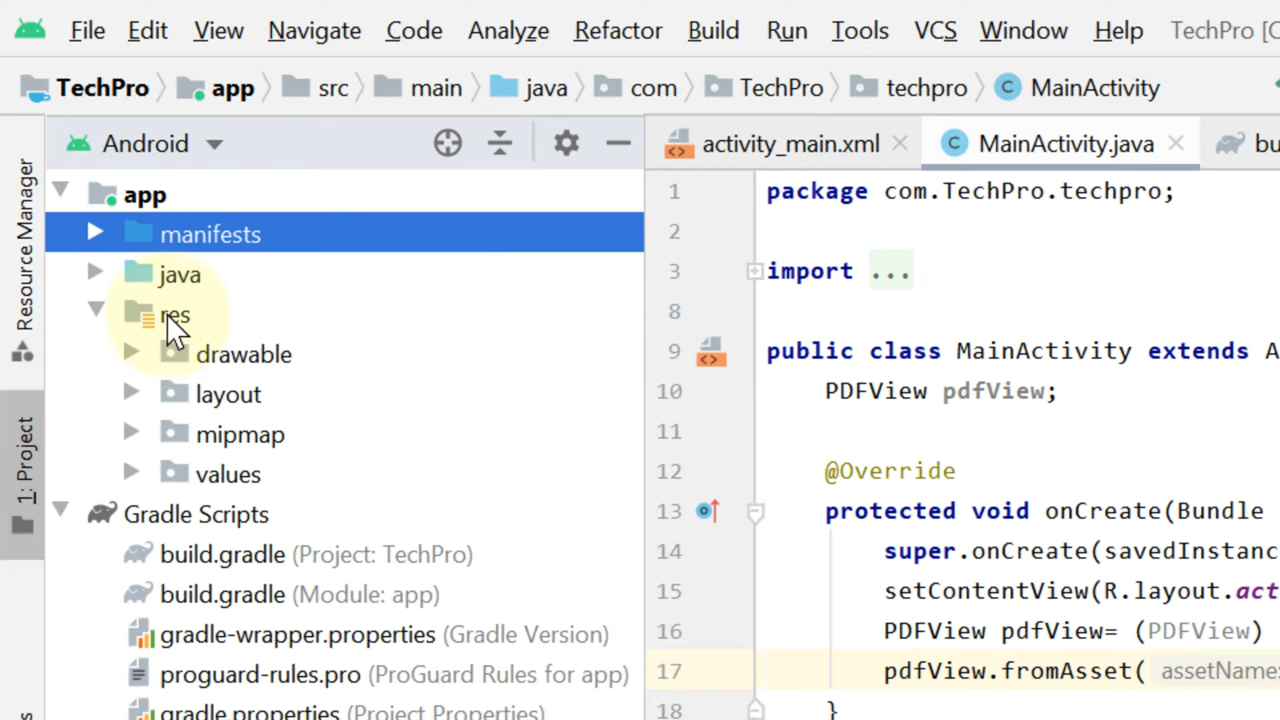 File Edit View Navigate Code Analyze Refactor Build Run Tools VCS Window Help TechPro
TechPro app src main java com TechPro techpro MainActivity
Resource Manager
1: Project
Android
app
manifests
java
res
drawable
layout
mipmap
values
Gradle Scripts
build.gradle (Project: TechPro)
build.gradle (Module: app)
gradle-wrapper.properties (Gradle Version)
proguard-rules.pro (ProGuard Rules for app)
gradle.properties (Project Properties)
activity_main.xml MainActivity.java bu
1 package com.TechPro.techpro;
2
3 import ...
8
9 public class MainActivity extends A
10 PDFView pdfView;
11
12 @Override
13 protected void onCreate(Bundle
14 super.onCreate(savedInstanc
15 setContentView(R.layout.act
16 PDFView pdfView= (PDFView)
17 pdfView.fromAsset( assetName:
18 }